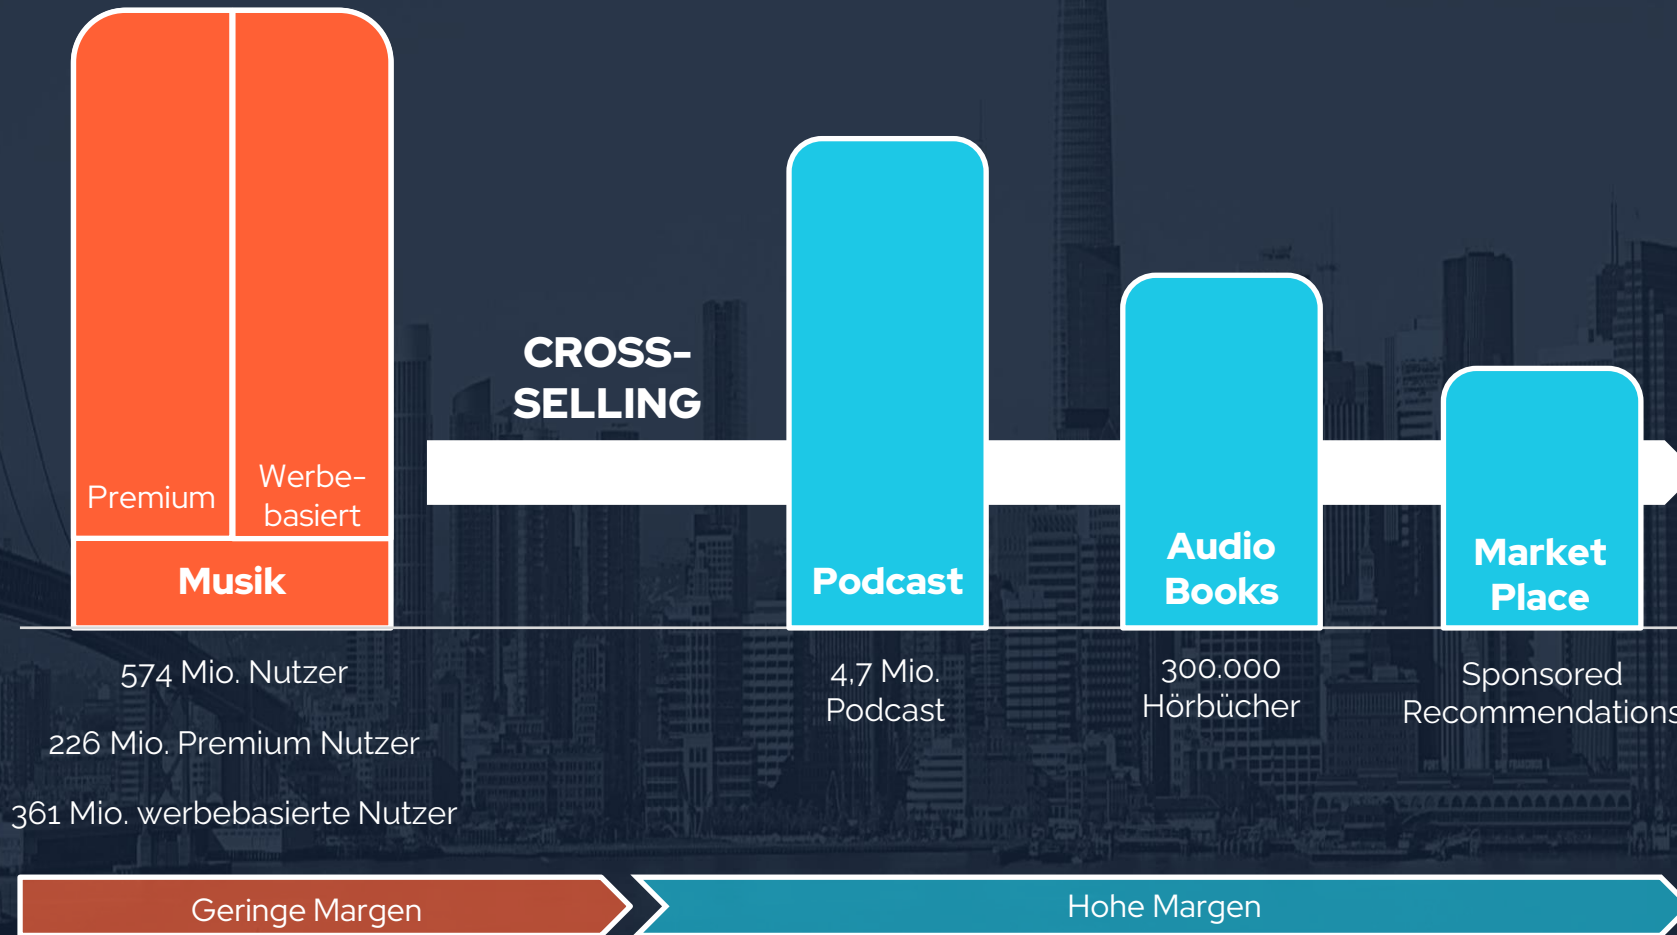 CROSS-
SELLING
Premium
Werbe-
basiert
Musik
Podcast
Audio
Books
Market
Place
574 Mio. Nutzer
226 Mio. Premium Nutzer
361 Mio. werbebasierte Nutzer
4,7 Mio.
Podcast
300.000
Hörbücher
Sponsored
Recommendations
Geringe Margen
Hohe Margen